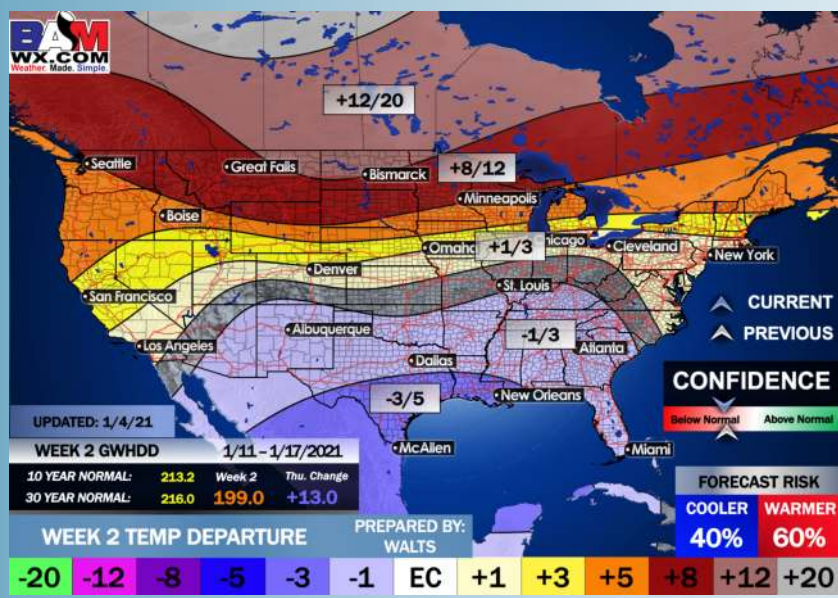 BAM
WX.COM
Weather. Made. Simple.
+12/20
Seattle
Great Falls
Bismarck
+8/12
Minneapolis
Boise
Omaha
+1/3
Chicago
Cleveland
New York
Denver
San Francisco
St. Louis
CURRENT
PREVIOUS
Los Angeles
Albuquerque
-1/3
Atlanta
Dallas
CONFIDENCE
-3/5
New Orleans
Below Normal Above Normal
UPDATED: 1/4/21
McAllen
Miami
WEEK 2 GWHDD 1/11 – 1/17/2021
10 YEAR NORMAL: 213.2 Week 2 Thu. Change
30 YEAR NORMAL: 216.0 199.0 +13.0
FORECAST RISK
COOLER WARMER
40% 60%
WEEK 2 TEMP DEPARTURE
PREPARED BY:
WALTS
-20 -12 -8 -5 -3 -1 EC +1 +3 +5 +8 +12 +20